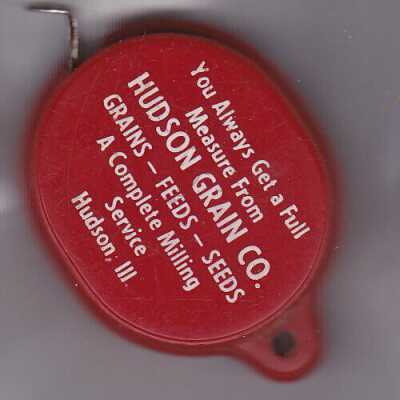 You Always Get a Full
Measure From
HUDSON GRAIN CO.
GRAINS — FEEDS — SEEDS
A Complete Milling
Service
Hudson, Ill.